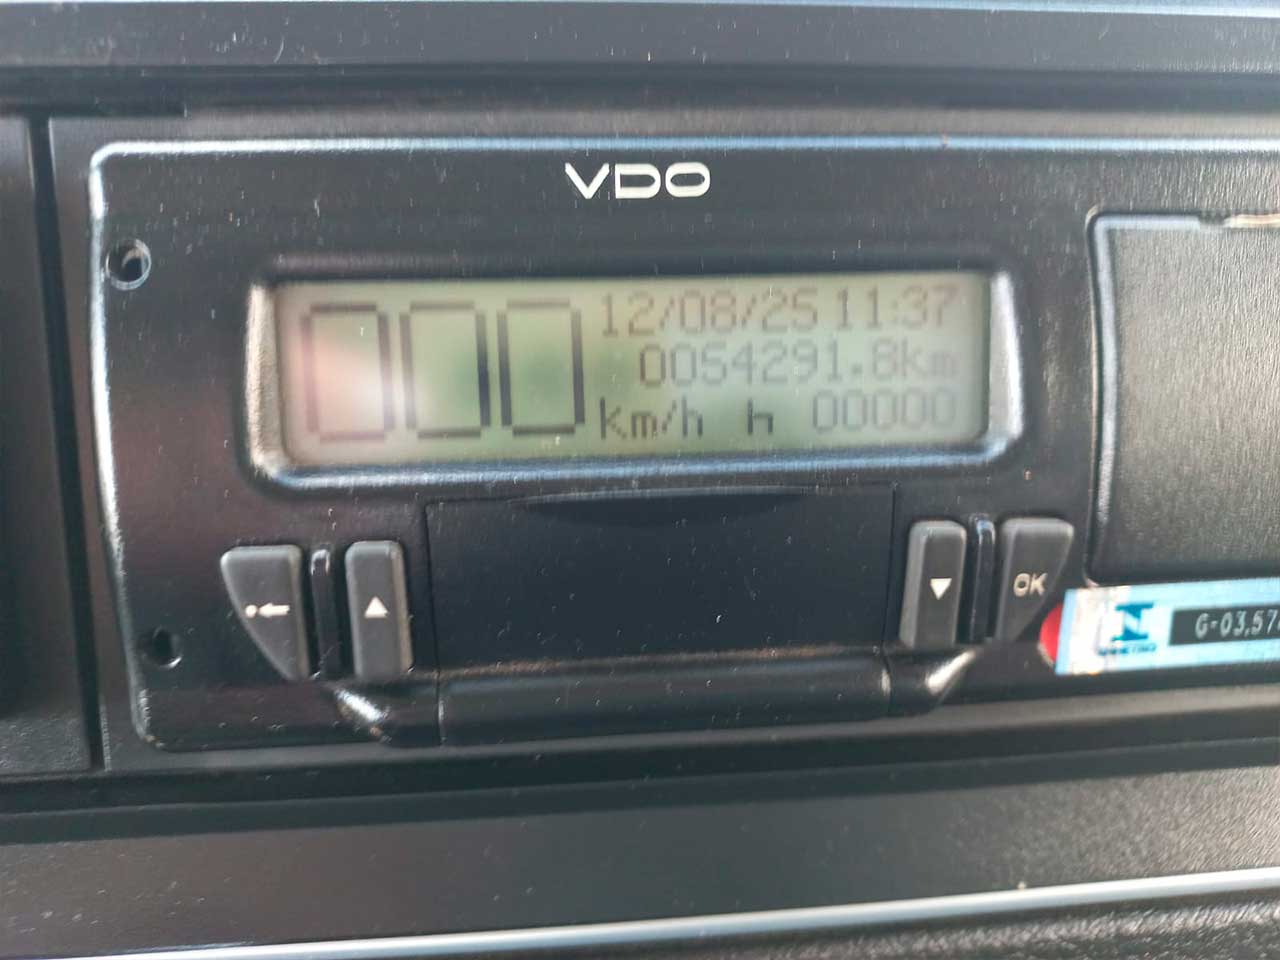 VDO
000
12/08/25 11:37
0054291.8km
km/h h 00000
OK
N
G-03,57